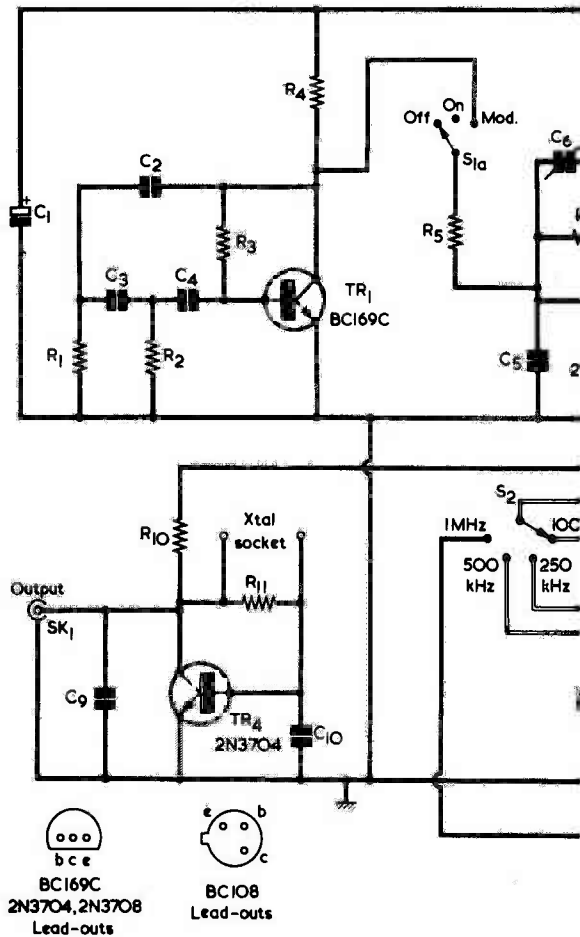 R4
On
Off
Mod.
C6
S1a
C2
+
C1
R3
R5
C3
C4
TR1
BC169C
R1
R2
C5
2
S2
Xtal
socket
R10
1MHz
100
R11
500
kHz
250
kHz
Output
SK1
C9
TR4
2N3704
C10
e
b
b c e
c
BC169C
2N3704, 2N3708
Lead-outs
BC108
Lead-outs